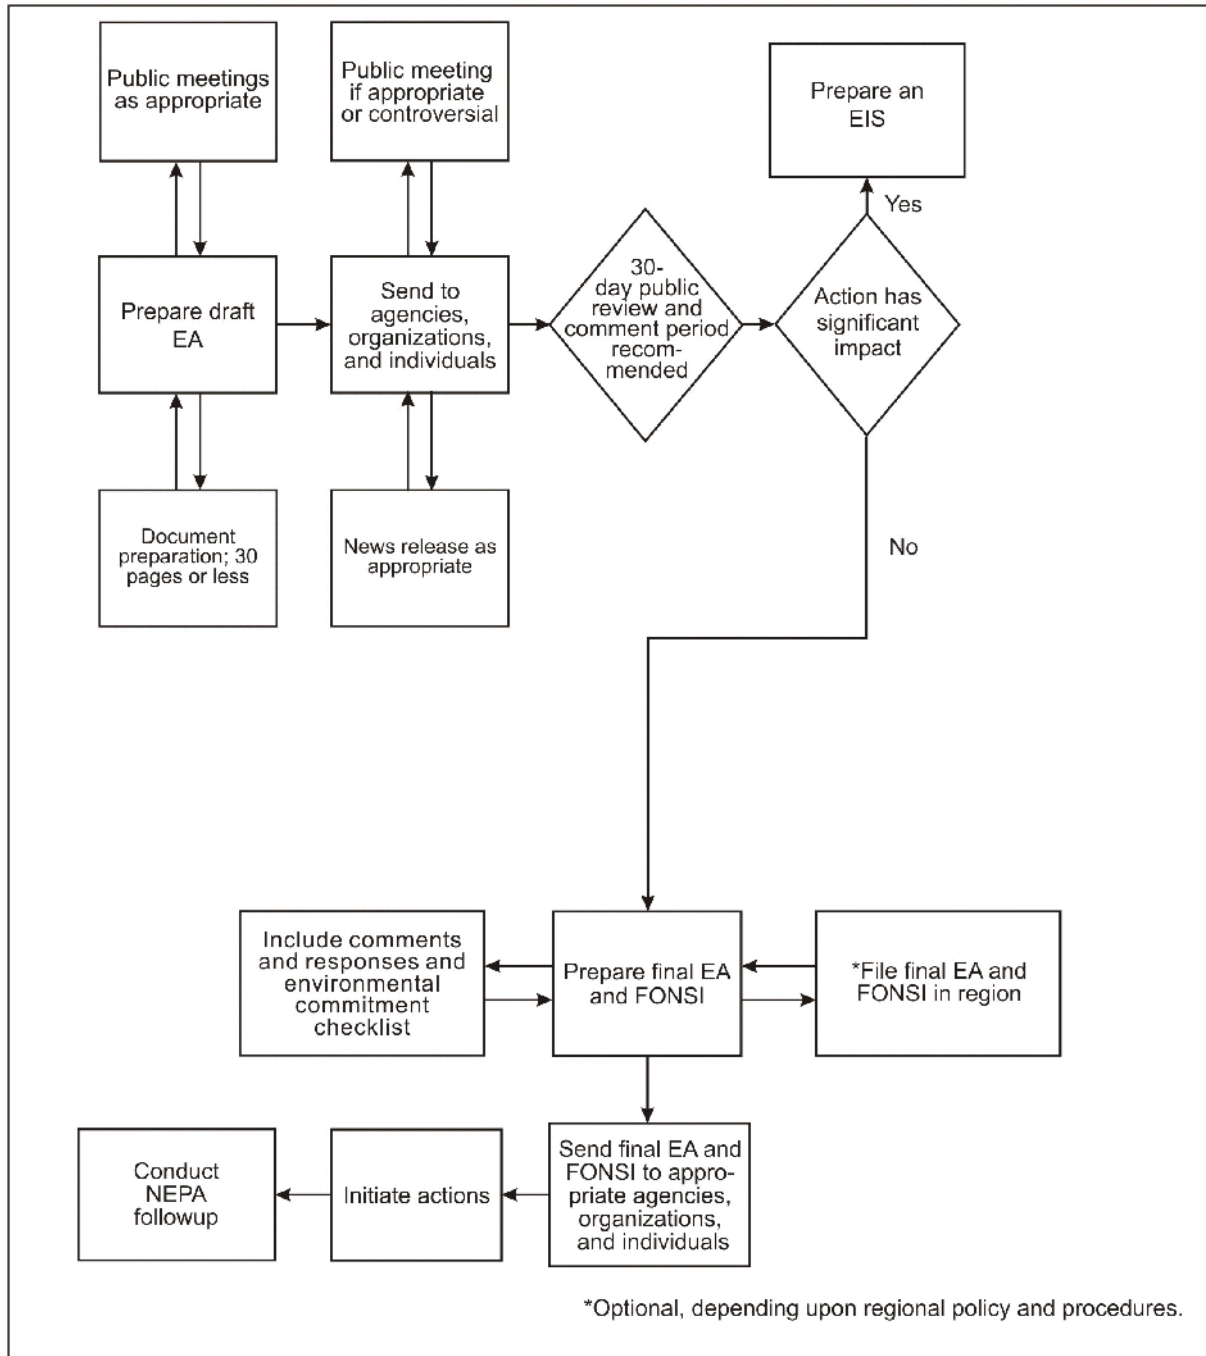 Public meetings
as appropriate
Public meeting
if appropriate
or controversial
Prepare an
EIS
Yes
Prepare draft
EA
Send to
agencies,
organizations,
and individuals
30-
day public
review and
comment period
recom-
mended
Action has
significant
impact
Document
preparation; 30
pages or less
News release as
appropriate
No
Include comments
and responses and
environmental
commitment
checklist
Prepare final EA
and FONSI
*File final EA and
FONSI in region
Conduct
NEPA
followup
Initiate actions
Send final EA and
FONSI to appro-
priate agencies,
organizations,
and individuals
*Optional, depending upon regional policy and procedures.